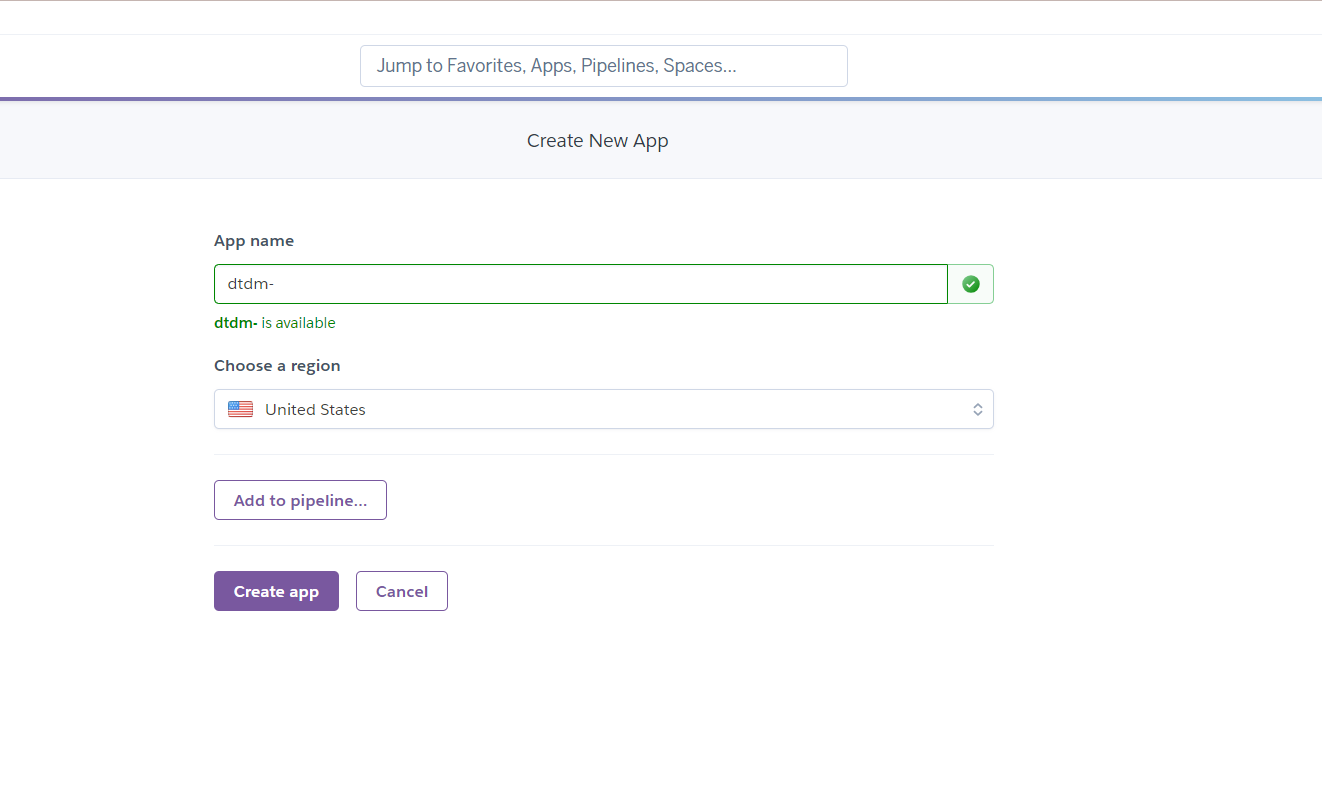 Jump to Favorites, Apps, Pipelines, Spaces...
Create New App
App name
dtdm-
dtdm- is available
Choose a region
United States
Add to pipeline...
Create app
Cancel